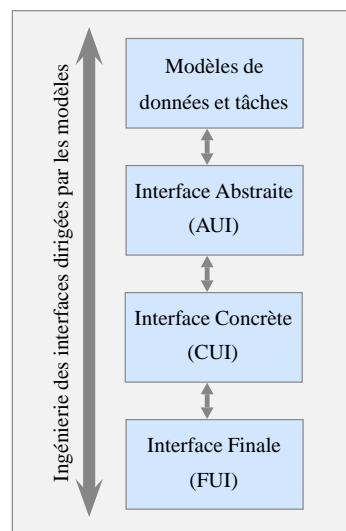 Ingénierie des interfaces dirigées par les modèles
Modèles de
données et tâches
Interface Abstraite
(AUI)
Interface Concrète
(CUI)
Interface Finale
(FUI)